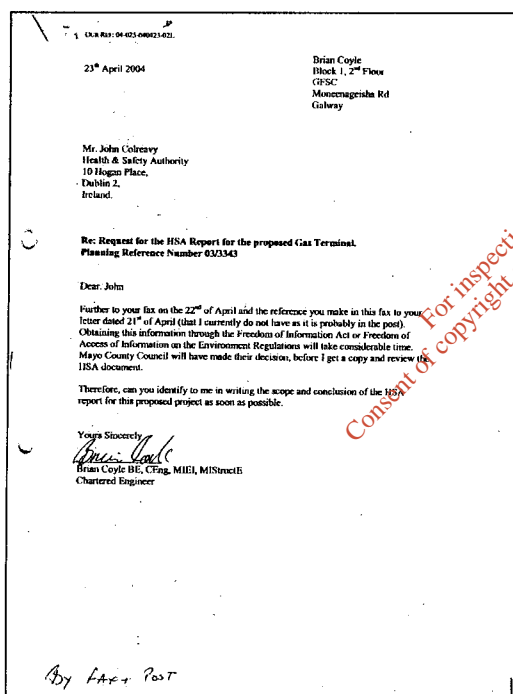 OUR REF: 04-023-040423-021.
23rd April 2004
Brian Coyle
Block 1, 2nd Floor
GFSC
Moneenageisha Rd
Galway
Mr. John Colreavy
Health & Safety Authority
10 Hogan Place,
Dublin 2,
Ireland.
Re: Request for the HSA Report for the proposed Gas Terminal.
Planning Reference Number 03/3343
Dear. John
Further to your fax on the 22nd of April and the reference you make in this fax to your
letter dated 21st of April (that I currently do not have as it is probably in the post).
Obtaining this information through the Freedom of Information Act or Freedom of
Access of Information on the Environment Regulations will take considerable time.
Mayo County Council will have made their decision, before I get a copy and review the
HSA document.
Therefore, can you identify to me in writing the scope and conclusion of the HSA
report for this proposed project as soon as possible.
Yours Sincerely
Brian Coyle
Brian Coyle BE, CEng, MIEI, MIStructE
Chartered Engineer
By FAX + POST
For inspecti
Consent of copyright